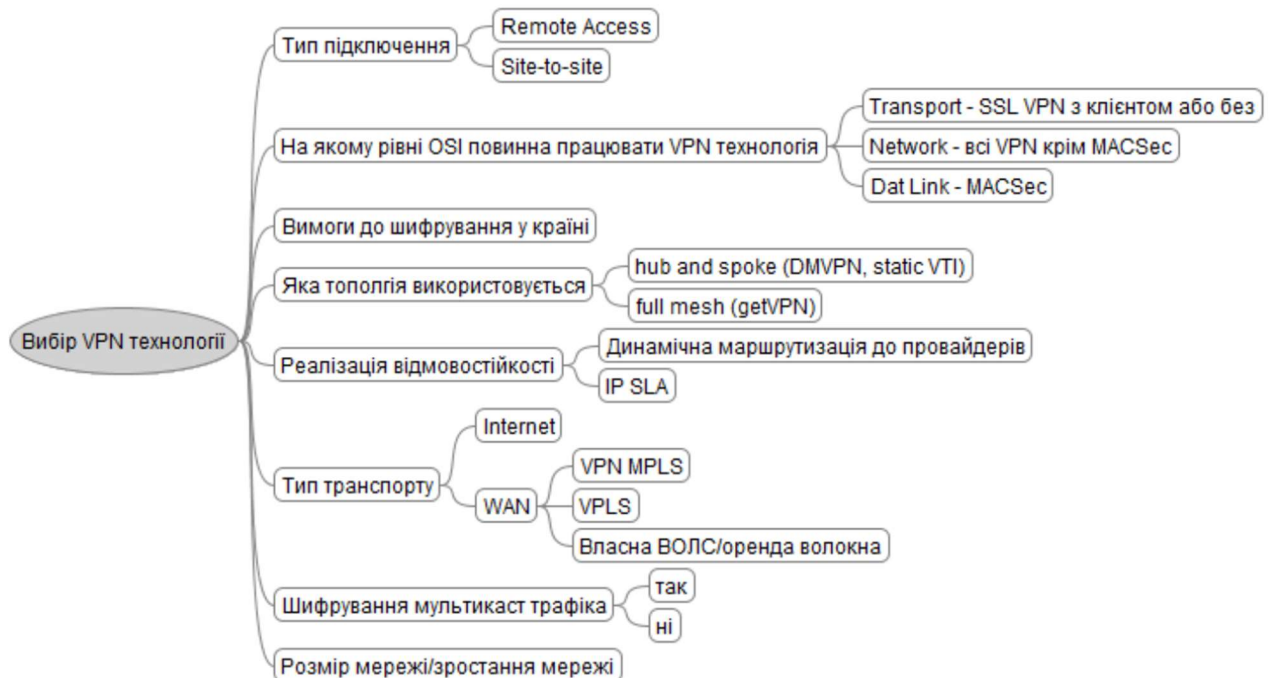 Вибір VPN технології
Тип підключення
Remote Access
Site-to-site
На якому рівні OSI повинна працювати VPN технологія
Transport - SSL VPN з клієнтом або без
Network - всі VPN крім MACSec
Dat Link - MACSec
Вимоги до шифрування у країні
Яка тополгія використовується
hub and spoke (DMVPN, static VTI)
full mesh (getVPN)
Реалізація відмовостійкості
Динамічна маршрутизація до провайдерів
IP SLA
Тип транспорту
Internet
WAN
VPN MPLS
VPLS
Власна ВОЛС/оренда волокна
Шифрування мультикаст трафіка
так
ні
Розмір мережі/зростання мережі